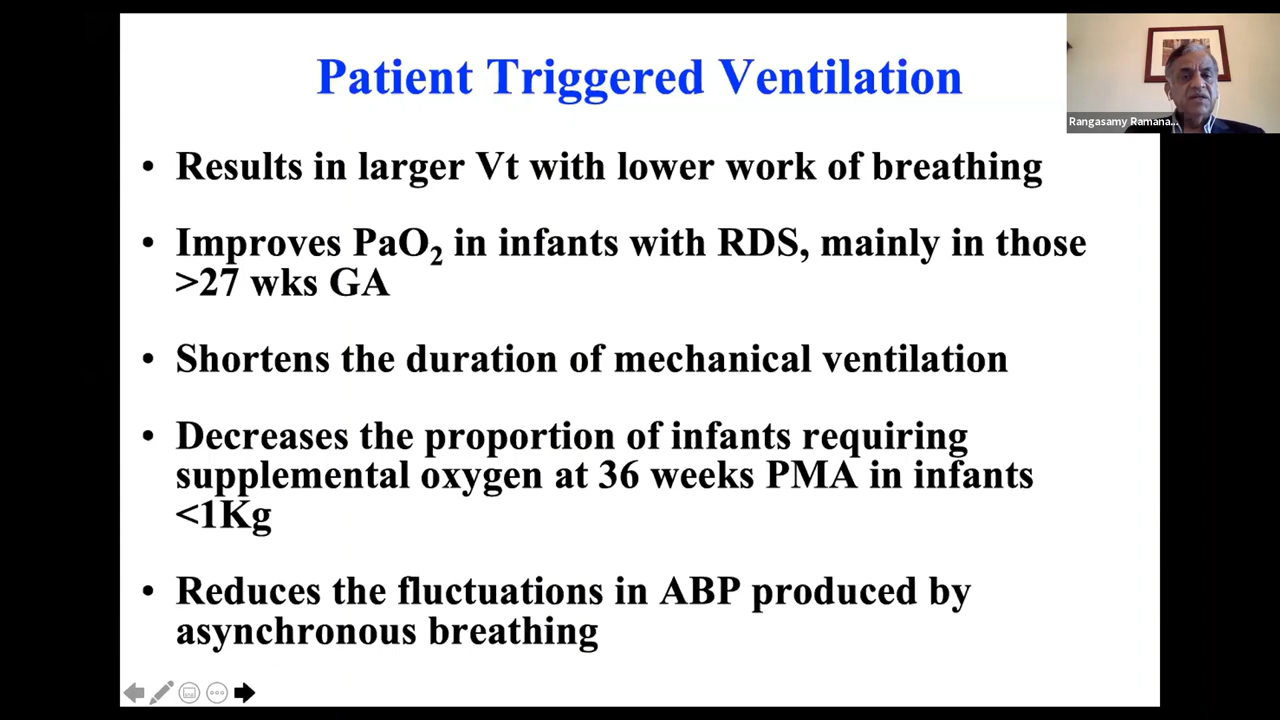 Patient Triggered Ventilation
Rangasamy Ramana...
• Results in larger Vt with lower work of breathing
• Improves PaO2 in infants with RDS, mainly in those
>27 wks GA
• Shortens the duration of mechanical ventilation
• Decreases the proportion of infants requiring
supplemental oxygen at 36 weeks PMA in infants
<1Kg
• Reduces the fluctuations in ABP produced by
asynchronous breathing